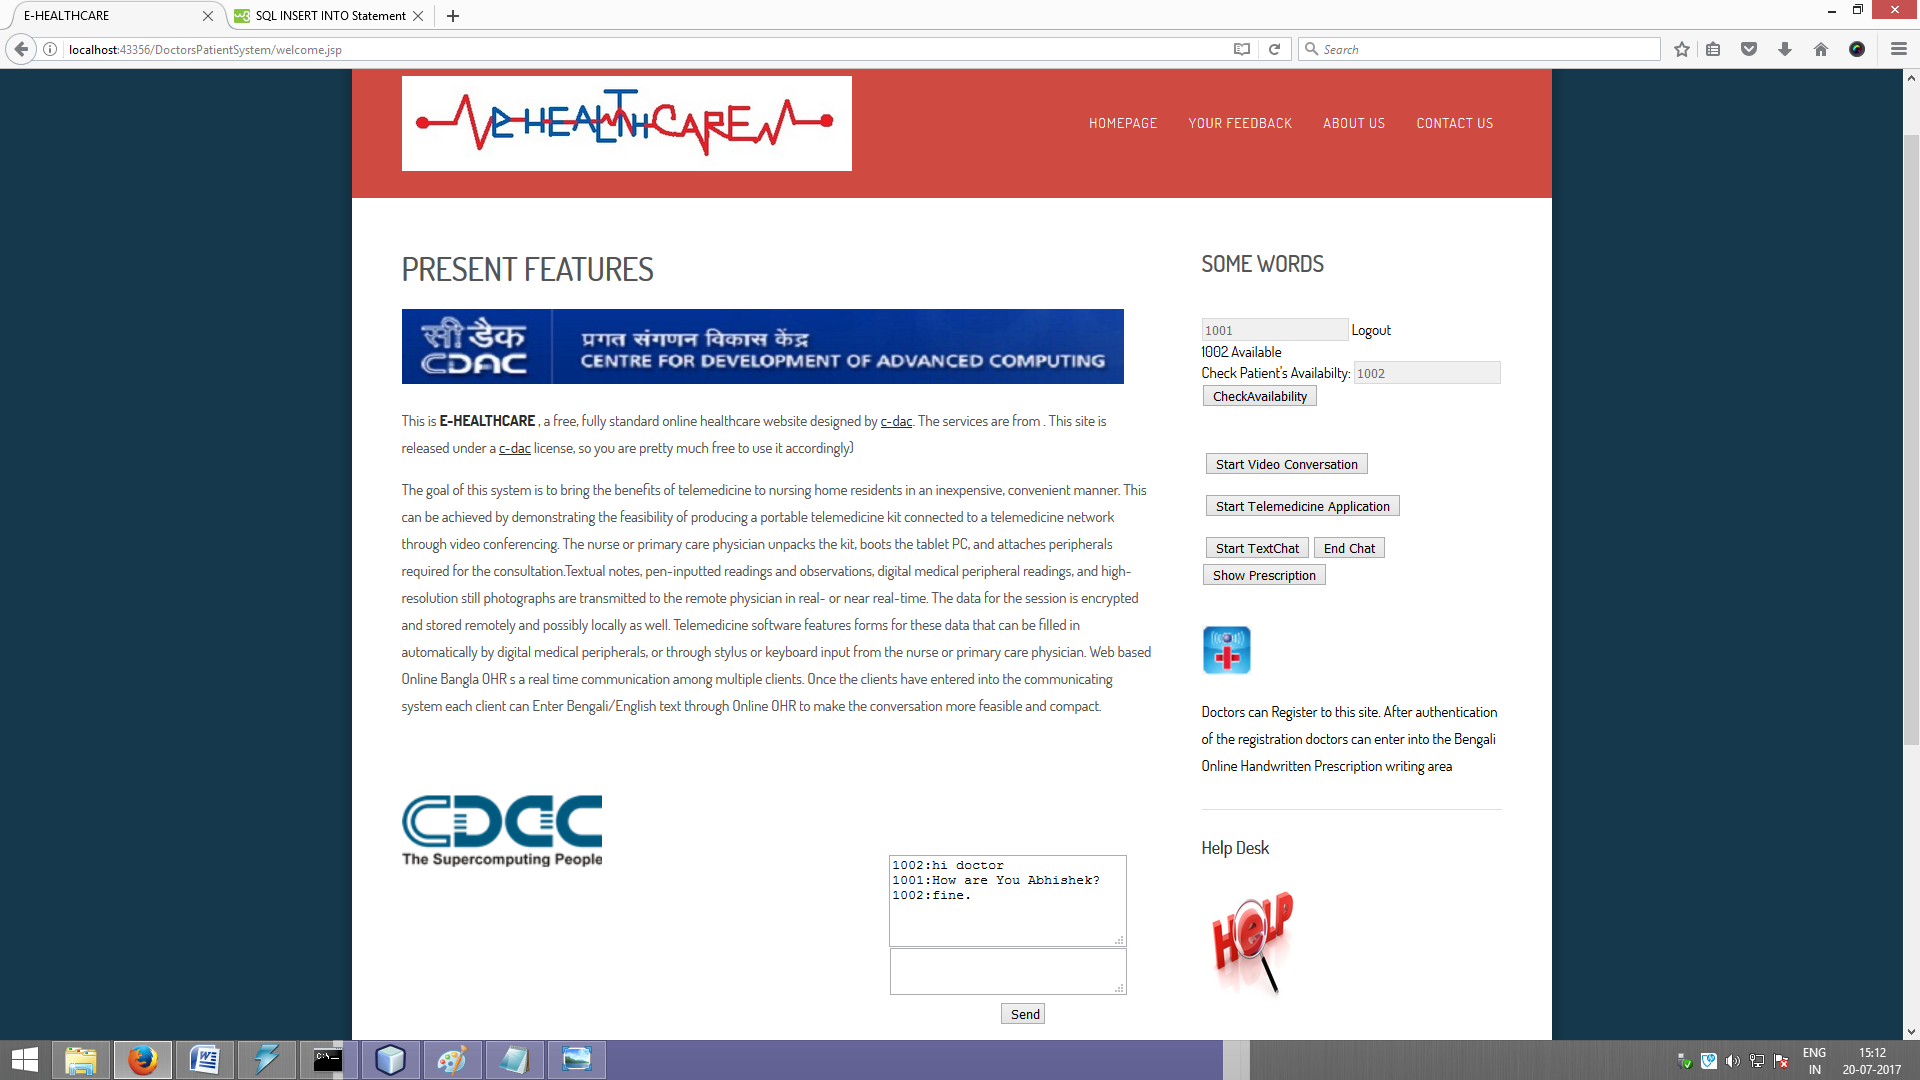 E-HEALTHCARE
SQL INSERT INTO Statement
localhost:43356/DoctorsPatientSystem/welcome.jsp
Search
E-HEALTHCARE
HOMEPAGE YOUR FEEDBACK ABOUT US CONTACT US
PRESENT FEATURES
सी डैक
CDAC
प्रगत संगणन विकास केंद्र
CENTRE FOR DEVELOPMENT OF ADVANCED COMPUTING
This is E-HEALTHCARE , a free, fully standard online healthcare website designed by c-dac. The services are from . This site is
released under a c-dac license, so you are pretty much free to use it accordingly)
The goal of this system is to bring the benefits of telemedicine to nursing home residents in an inexpensive, convenient manner. This
can be achieved by demonstrating the feasibility of producing a portable telemedicine kit connected to a telemedicine network
through video conferencing. The nurse or primary care physician unpacks the kit, boots the tablet PC, and attaches peripherals
required for the consultation.Textual notes, pen-inputted readings and observations, digital medical peripheral readings, and high-
resolution still photographs are transmitted to the remote physician in real- or near real-time. The data for the session is encrypted
and stored remotely and possibly locally as well. Telemedicine software features forms for these data that can be filled in
automatically by digital medical peripherals, or through stylus or keyboard input from the nurse or primary care physician. Web based
Online Bangla OHR s a real time communication among multiple clients. Once the clients have entered into the communicating
system each client can Enter Bengali/English text through Online OHR to make the conversation more feasible and compact.
CDAC
The Supercomputing People
1002:hi doctor
1001:How are You Abhishek?
1002:fine.
Send
SOME WORDS
1001 Logout
1002 Available
Check Patient's Availabilty: 1002
CheckAvailability
Start Video Conversation
Start Telemedicine Application
Start TextChat End Chat
Show Prescription
Doctors can Register to this site. After authentication
of the registration doctors can enter into the Bengali
Online Handwritten Prescription writing area
Help Desk
HELP
ENG
IN
15:12
20-07-2017